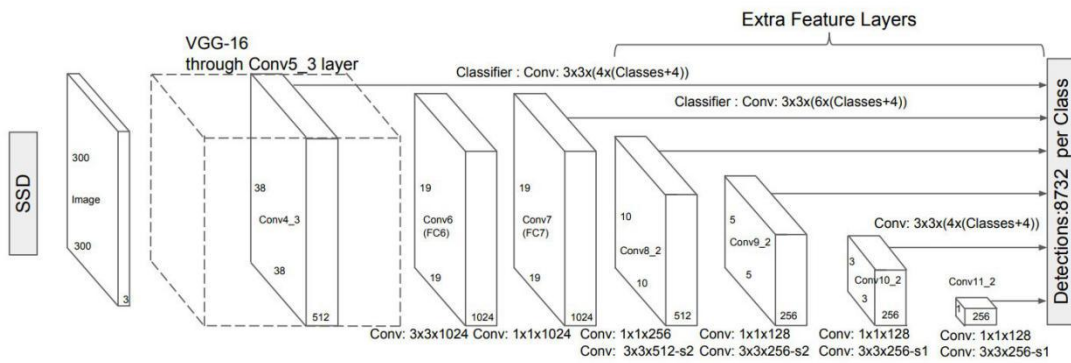 Extra Feature Layers
VGG-16
through Conv5_3 layer
Classifier : Conv: 3x3x(4x(Classes+4))
Classifier : Conv: 3x3x(6x(Classes+4))
SSD
300
Image
300
3
38
Conv4_3
38
512
19
Conv6
(FC6)
19
1024
19
Conv7
(FC7)
19
1024
10
Conv8_2
10
512
5
Conv9_2
5
256
Conv: 3x3x(4x(Classes+4))
3
Conv10_2
3
256
Conv11_2
1
256
Detections:8732 per Class
Conv: 3x3x1024
Conv: 1x1x1024
Conv: 1x1x256
Conv: 3x3x512-s2
Conv: 1x1x128
Conv: 3x3x256-s2
Conv: 1x1x128
Conv: 3x3x256-s1
Conv: 1x1x128
Conv: 3x3x256-s1